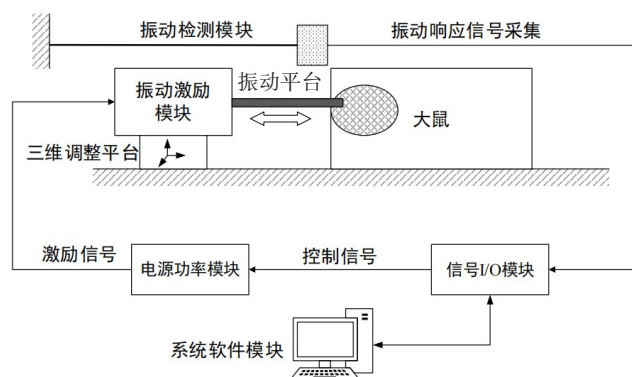 振动检测模块
振动响应信号采集
振动激励
模块
振动平台
大鼠
三维调整平台
激励信号
电源功率模块
控制信号
信号I/O模块
系统软件模块